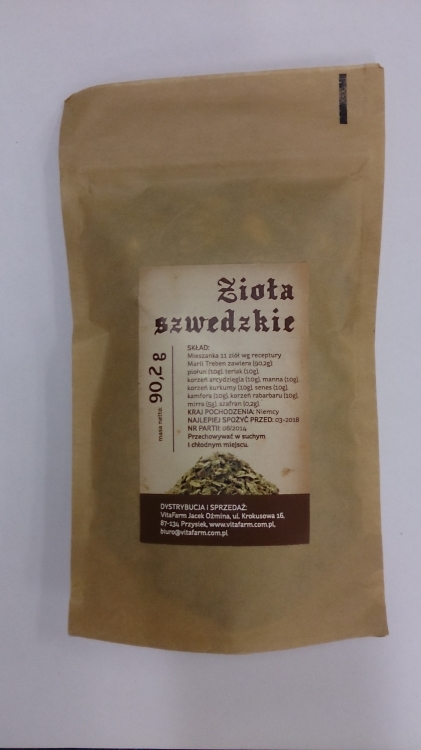 Zioła
szwedzkie
masa netto: 90,2 g
SKŁAD:
Mieszanka 11 ziół wg receptury
Marii Treben zawiera (90,2g):
piołun (10g), teriak (10g),
korzeń arcydzięgla (10g), manna (10g),
korzeń kurkumy (10g), senes (10g),
kamfora (10g), korzeń rabarbaru (10g),
mirra (5g), szafran (0,2g).
KRAJ POCHODZENIA: Niemcy
NAJLEPIEJ SPOŻYĆ PRZED: 03-2018
NR PARTII: 08/2014
Przechowywać w suchym
i chłodnym miejscu.
DYSTRYBUCJA I SPRZEDAŻ:
VitaFarm Jacek Oźmina, ul. Krokusowa 16,
87-134 Przysiek, www.vitafarm.com.pl,
biuro@vitafarm.com.pl